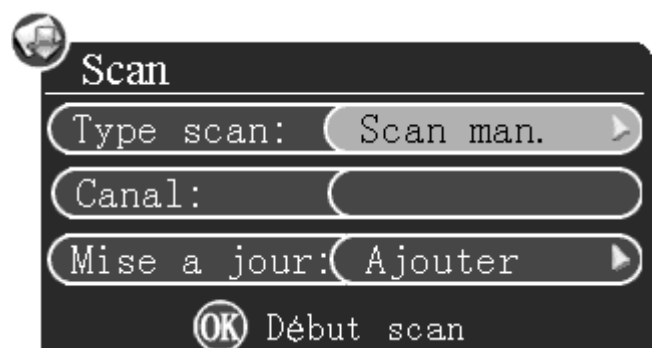 Scan
Type scan: Scan man.
Canal:
Mise a jour: Ajouter
OK Début scan